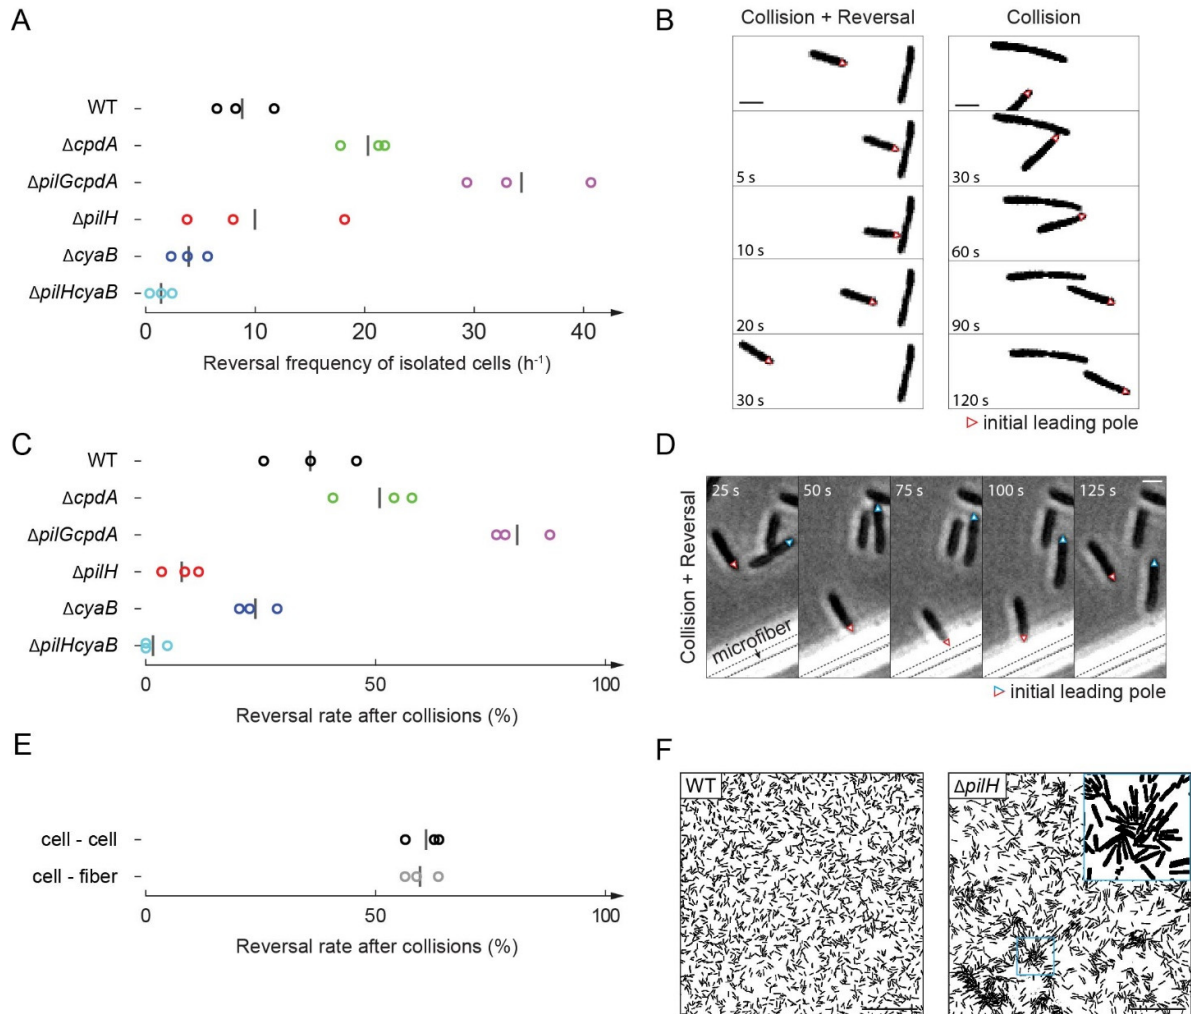 A
WT
ΔcpdA
ΔpilGcpdA
ΔpilH
ΔcyaB
ΔpilHcyaB
0 10 20 30 40
Reversal frequency of isolated cells (h⁻¹)
B
Collision + Reversal Collision
5 s 30 s
10 s 60 s
20 s 90 s
30 s 120 s
initial leading pole
C
WT
ΔcpdA
ΔpilGcpdA
ΔpilH
ΔcyaB
ΔpilHcyaB
0 50 100
Reversal rate after collisions (%)
D
Collision + Reversal
25 s 50 s 75 s 100 s 125 s
microfiber
initial leading pole
E
cell - cell
cell - fiber
0 50 100
Reversal rate after collisions (%)
F
WT ΔpilH